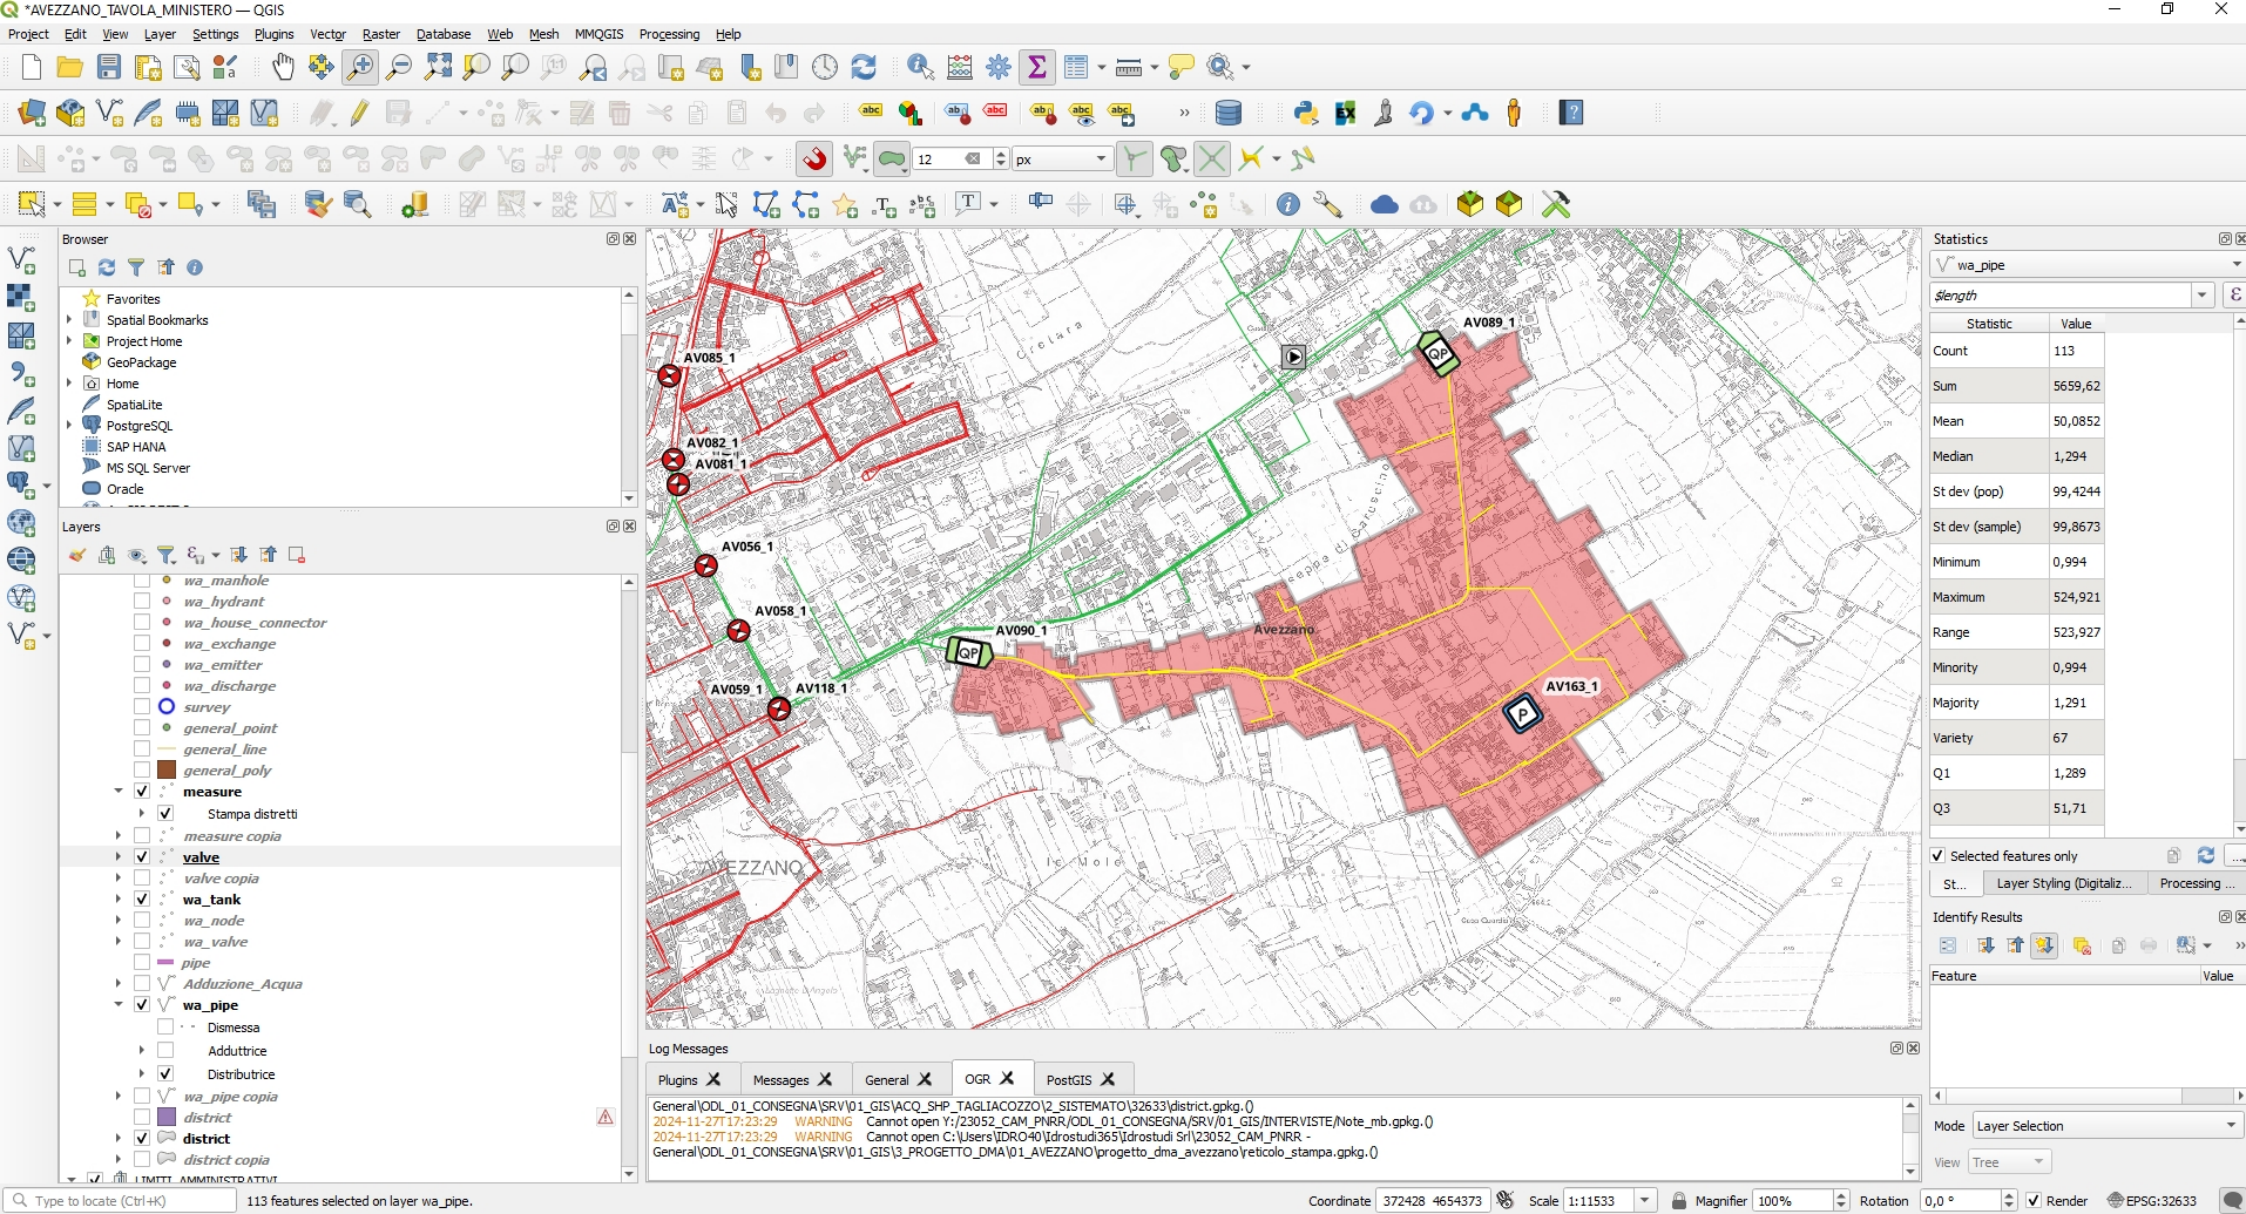 *AVEZZANO_TAVOLA_MINISTERO — QGIS
Project Edit View Layer Settings Plugins Vector Raster Database Web Mesh MMQGIS Processing Help
12 px
Browser
Favorites
Spatial Bookmarks
Project Home
GeoPackage
Home
SpatiaLite
PostgreSQL
SAP HANA
MS SQL Server
Oracle
Layers
wa_manhole
wa_hydrant
wa_house_connector
wa_exchange
wa_emitter
wa_discharge
survey
general_point
general_line
general_poly
measure
Stampa distretti
measure copia
valve
valve copia
wa_tank
wa_node
wa_valve
pipe
Adduzione_Acqua
wa_pipe
Dismessa
Adduttrice
Distributrice
wa_pipe copia
district
district
district copia
LIMITI_AMMINISTRATIVI
AV085_1
AV082_1
AV081_1
AV056_1
AV058_1
AV059_1
AV118_1
AV090_1
QP
AV089_1
QP
AV163_1
P
Avezzano
AVEZZANO
Log Messages
Plugins Messages General OGR PostGIS
General\ODL_01_CONSEGNA\SRV\01_GIS\ACQ_SHP_TAGLIACOZZO\2_SISTEMATO\32633\district.gpkg.()
2024-11-27T17:23:29 WARNING Cannot open Y:/23052_CAM_PNRR/ODL_01_CONSEGNA/SRV/01_GIS/INTERVISTE/Note_mb.gpkg.()
2024-11-27T17:23:29 WARNING Cannot open C:\Users\IDRO40\Idrostudi365\Idrostudi Srl\23052_CAM_PNRR -
General\ODL_01_CONSEGNA\SRV\01_GIS\3_PROGETTO_DMA\01_AVEZZANO\progetto_dma_avezzano\reticolo_stampa.gpkg.()
Statistics
wa_pipe
$length
ε
Statistic Value
Count 113
Sum 5659,62
Mean 50,0852
Median 1,294
St dev (pop) 99,4244
St dev (sample) 99,8673
Minimum 0,994
Maximum 524,921
Range 523,927
Minority 0,994
Majority 1,291
Variety 67
Q1 1,289
Q3 51,71
Selected features only
St... Layer Styling (Digitaliz... Processing ...
Identify Results
Feature Value
Mode Layer Selection
View Tree
Type to locate (Ctrl+K)
113 features selected on layer wa_pipe.
Coordinate 372428 4654373 Scale 1:11533 Magnifier 100% Rotation 0,0 ° Render EPSG:32633